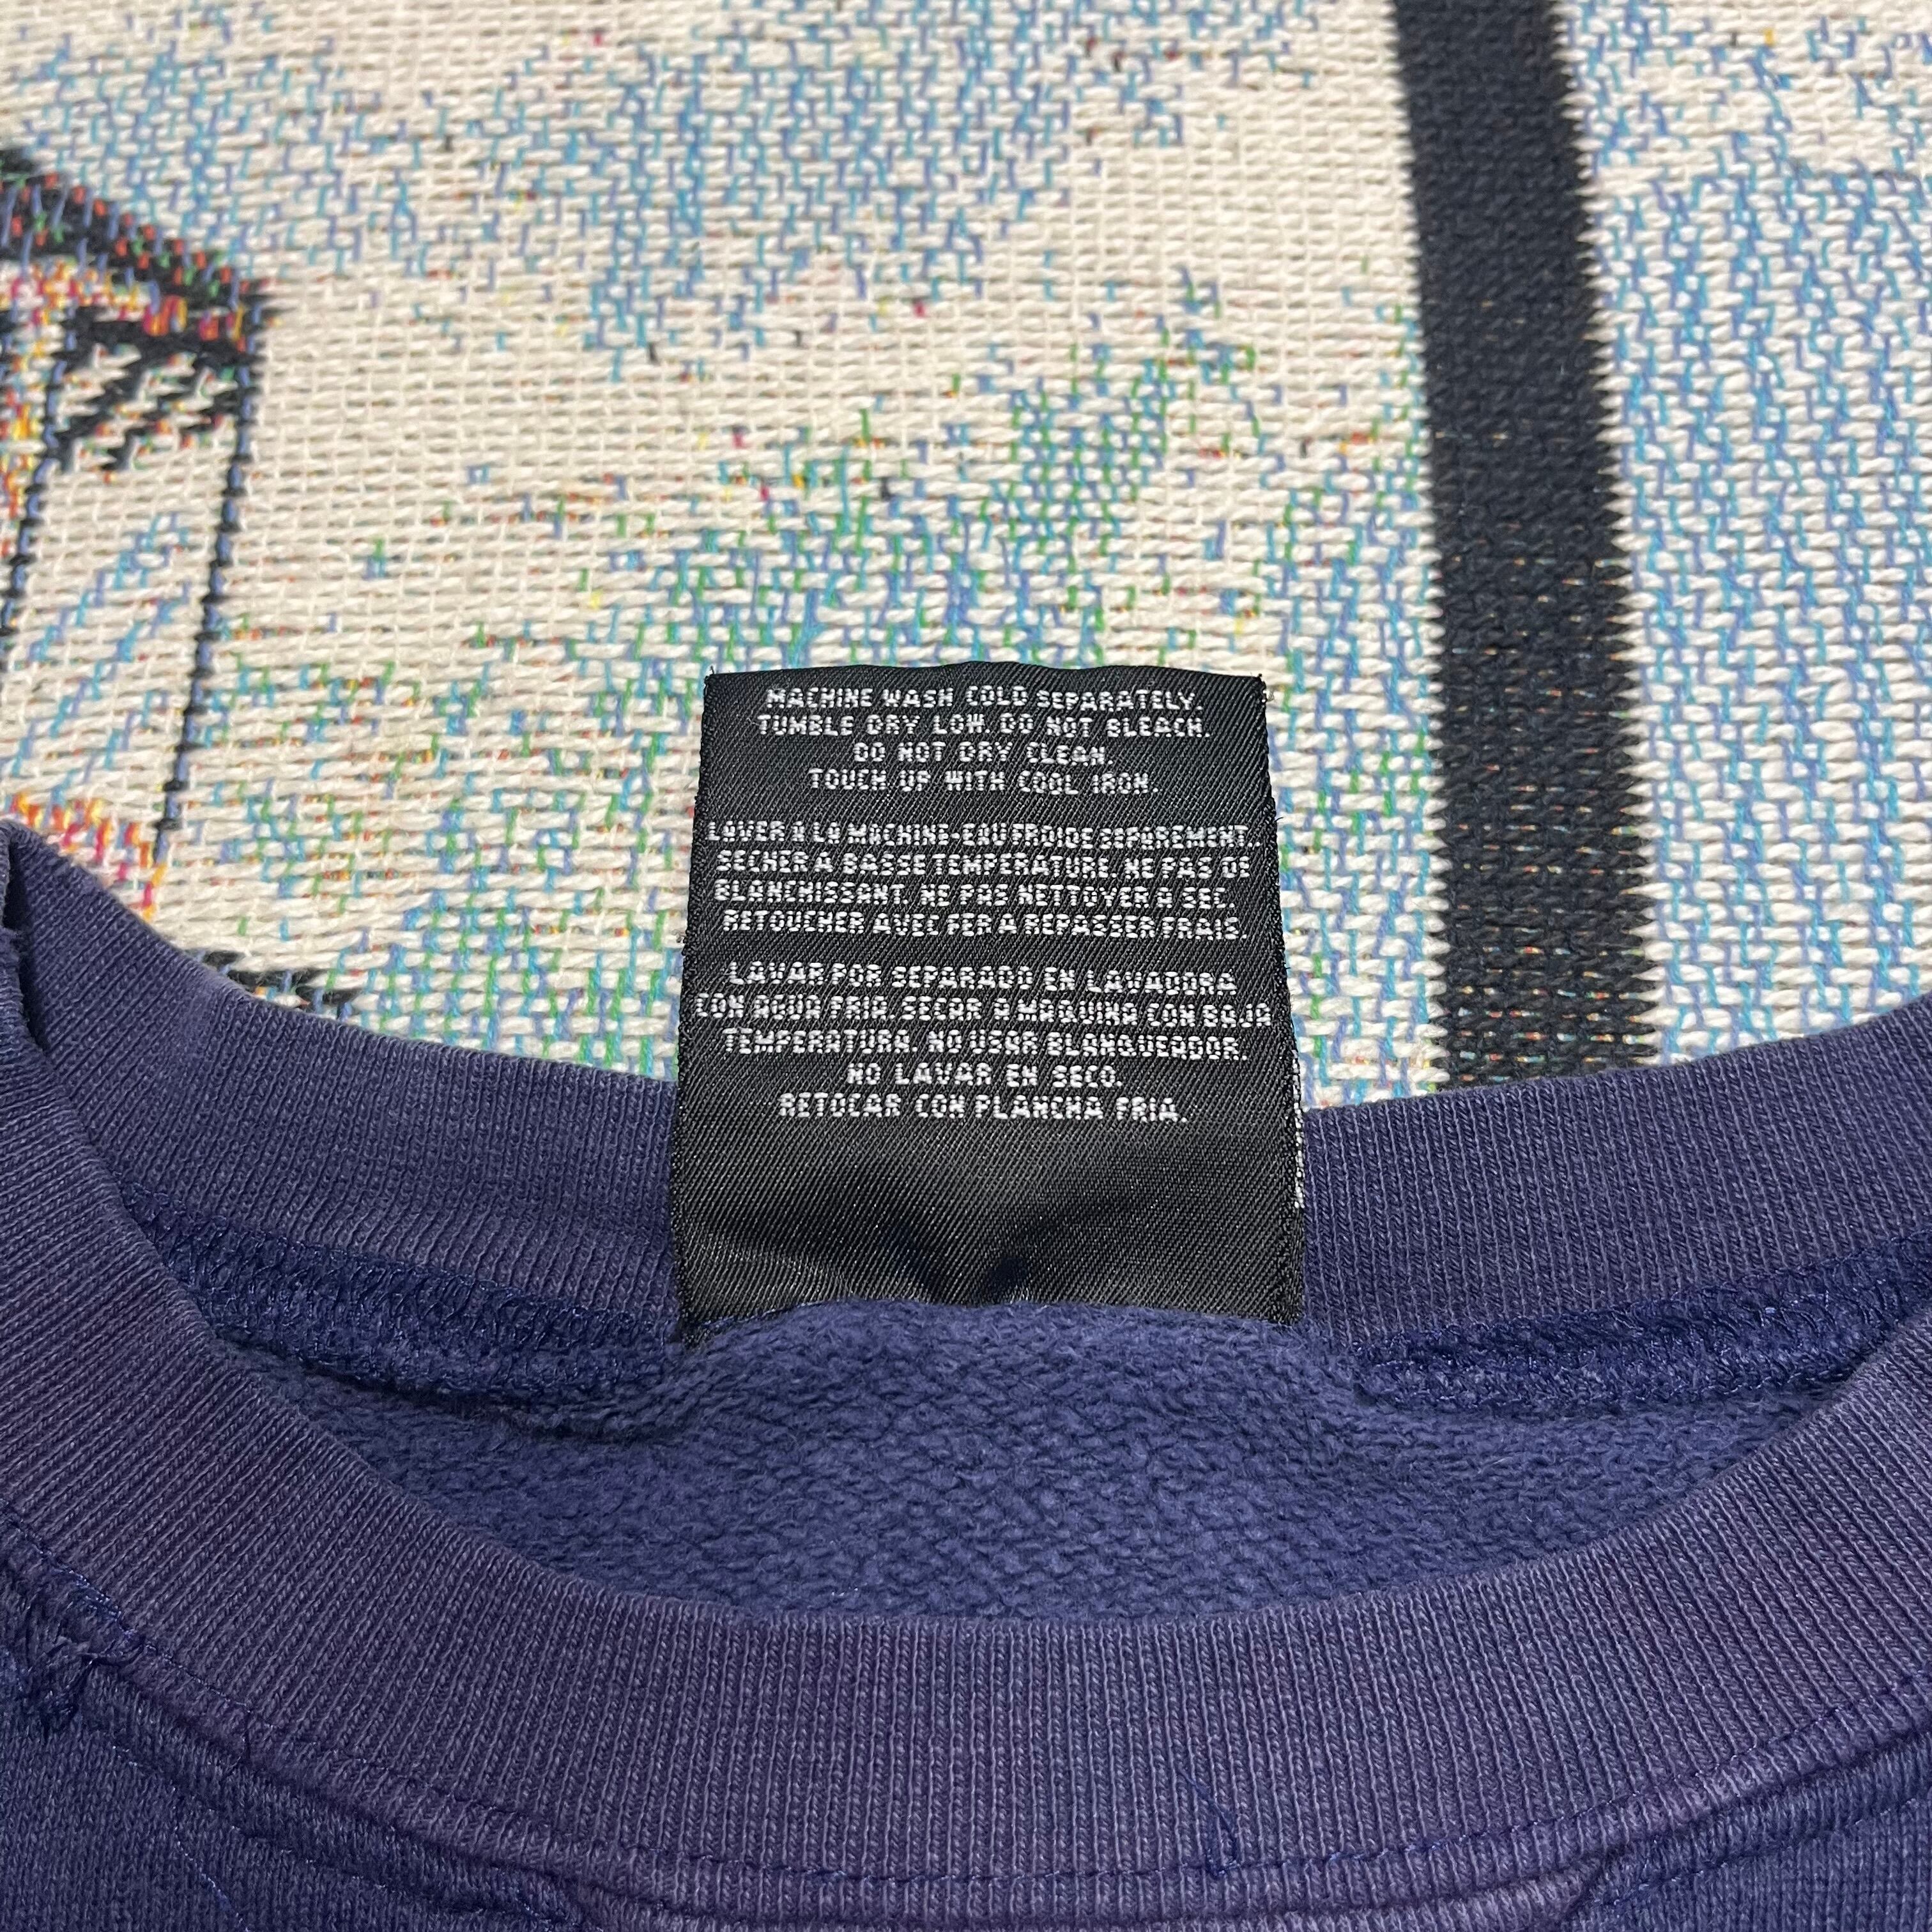 MACHINE WASH COLD SEPARATELY.
TUMBLE DRY LOW. DO NOT BLEACH.
DO NOT DRY CLEAN.
TOUCH UP WITH COOL IRON.
LAVER A LA MACHINE-EAU FROIDE SEPAREMENT.
SECHER A BASSE TEMPERATURE. NE PAS DE
BLANCHISSANT. NE PAS NETTOYER A SEC.
RETOUCHER AVEC FER A REPASSER FRAIS.
LAVAR POR SEPARADO EN LAVADORA
CON AGUA FRIA. SECAR A MAQUINA CON BAJA
TEMPERATURA. NO USAR BLANQUEADOR.
NO LAVAR EN SECO.
RETOCAR CON PLANCHA FRIA.